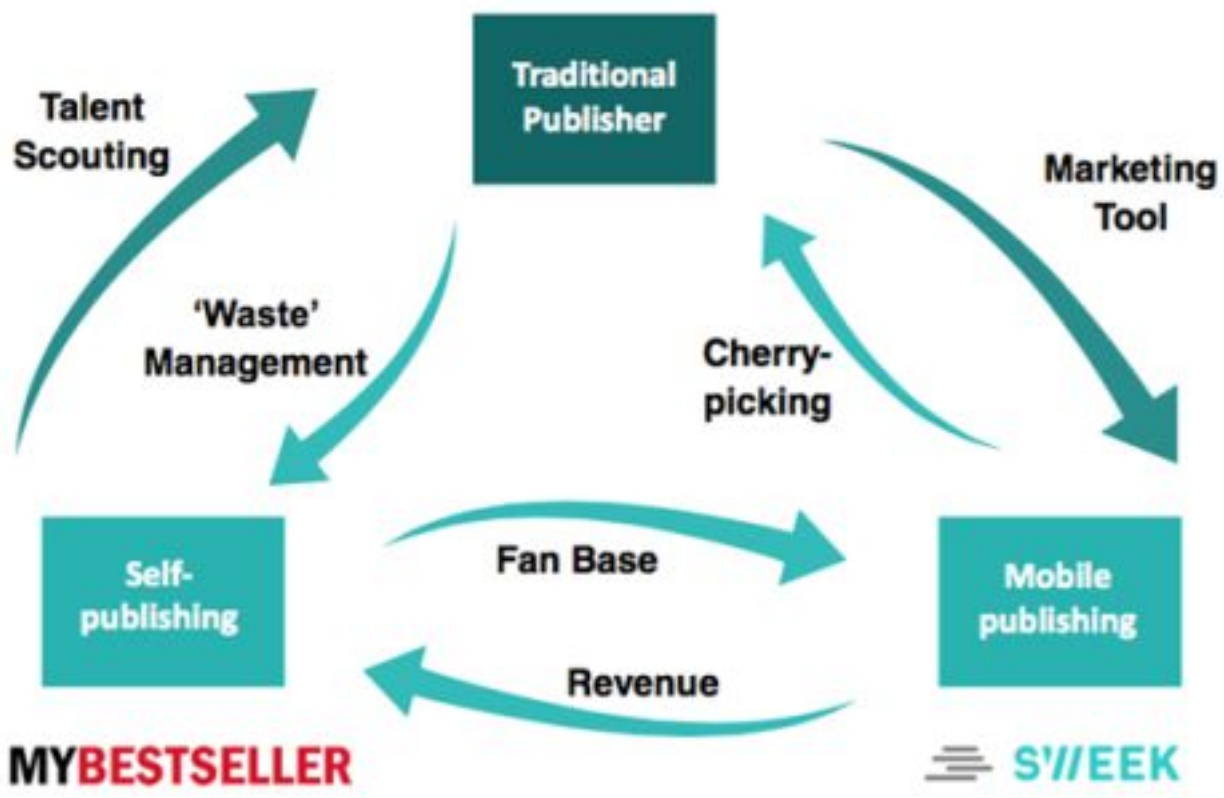 Traditional
Publisher
Talent
Scouting
Marketing
Tool
‘Waste’
Management
Cherry-
picking
Fan Base
Self-
publishing
Mobile
publishing
Revenue
MYBESTSELLER
SWEEK